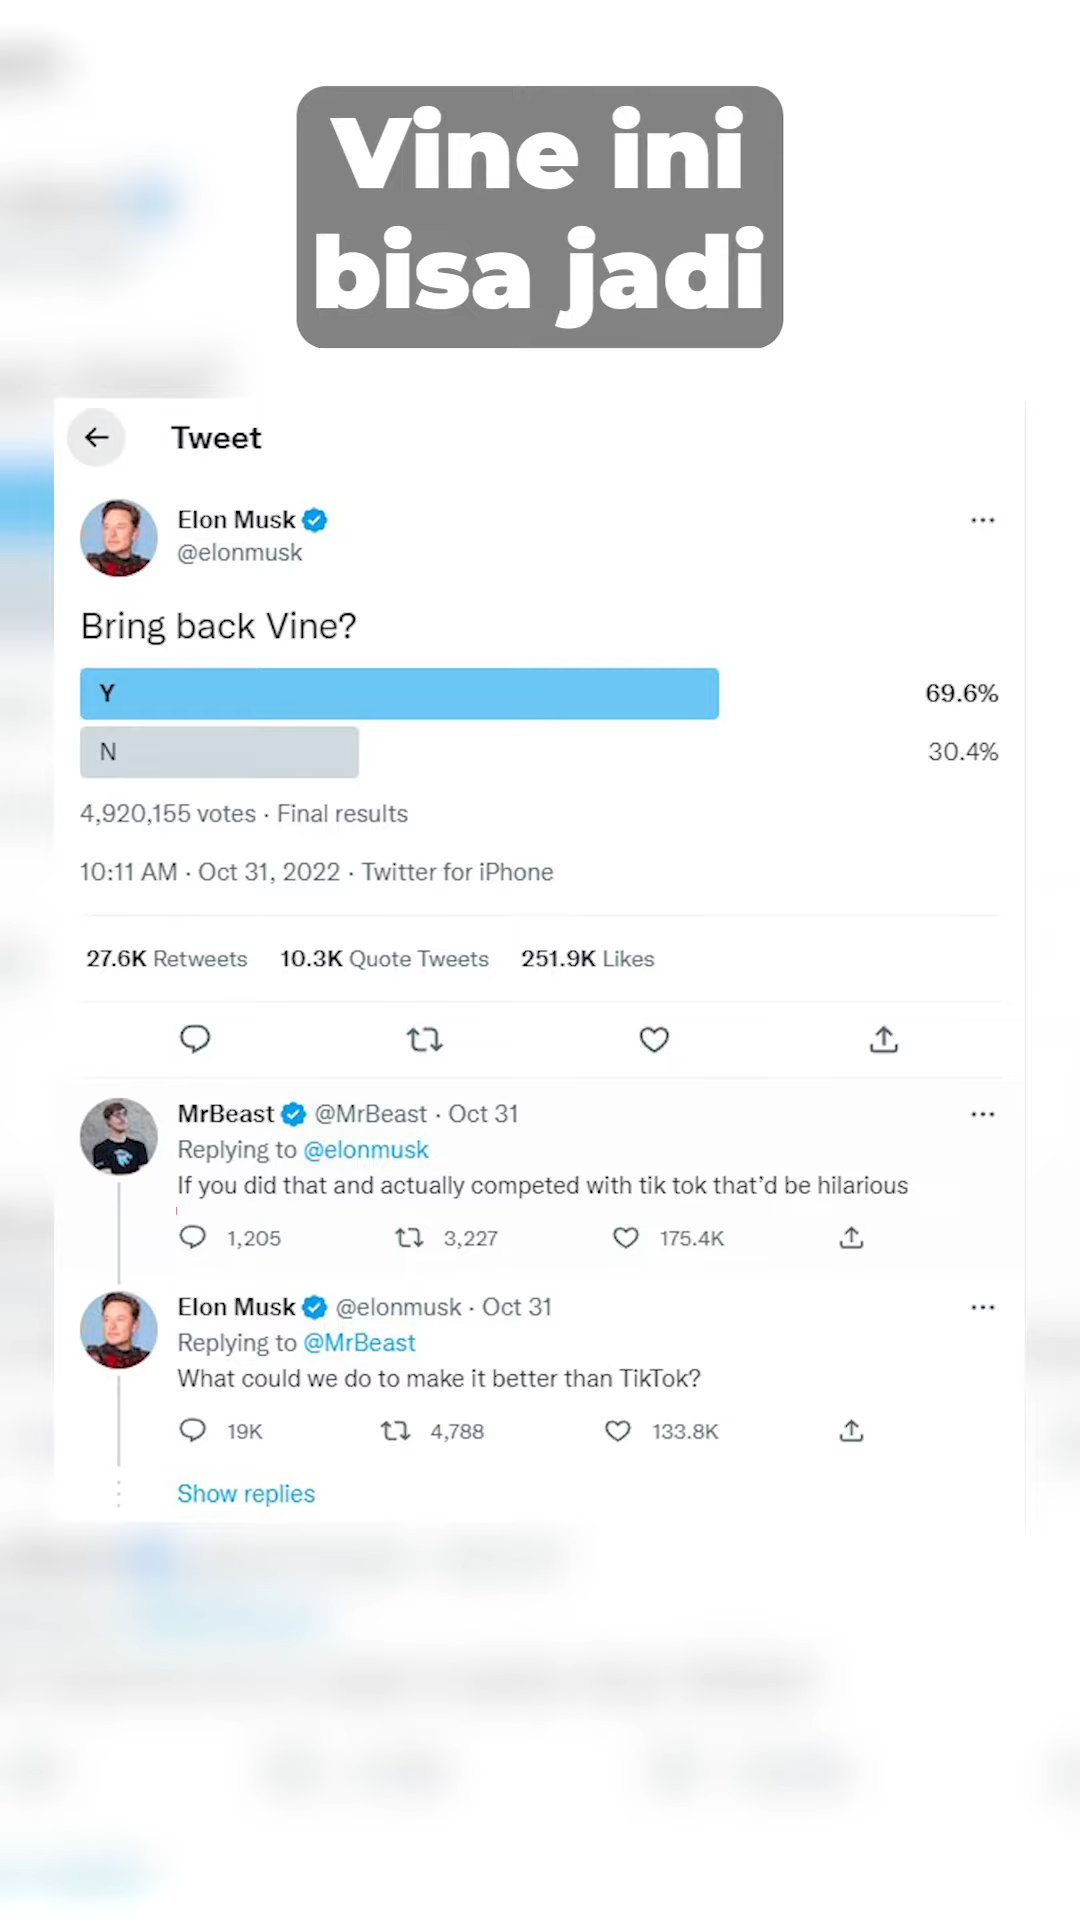 Vine ini
bisa jadi
Tweet
Elon Musk
@elonmusk
Bring back Vine?
Y 69.6%
N 30.4%
4,920,155 votes · Final results
10:11 AM · Oct 31, 2022 · Twitter for iPhone
27.6K Retweets 10.3K Quote Tweets 251.9K Likes
MrBeast @MrBeast · Oct 31
Replying to @elonmusk
If you did that and actually competed with tik tok that’d be hilarious
1,205 3,227 175.4K
Elon Musk @elonmusk · Oct 31
Replying to @MrBeast
What could we do to make it better than TikTok?
19K 4,788 133.8K
Show replies